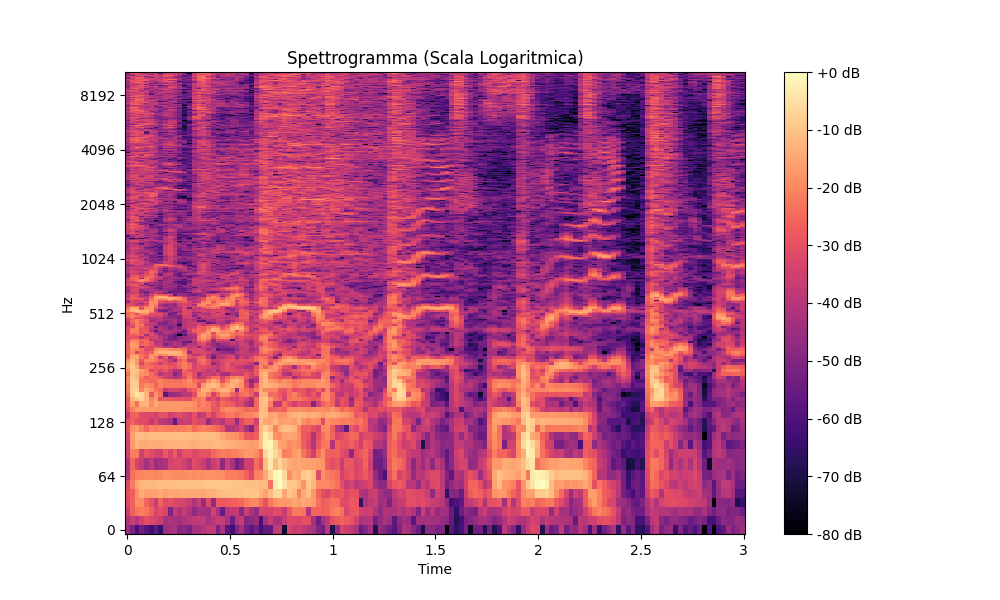 Spettrogramma (Scala Logaritmica)
Hz
8192
4096
2048
1024
512
256
128
64
0
0
0.5
1
1.5
2
2.5
3
Time
+0 dB
-10 dB
-20 dB
-30 dB
-40 dB
-50 dB
-60 dB
-70 dB
-80 dB